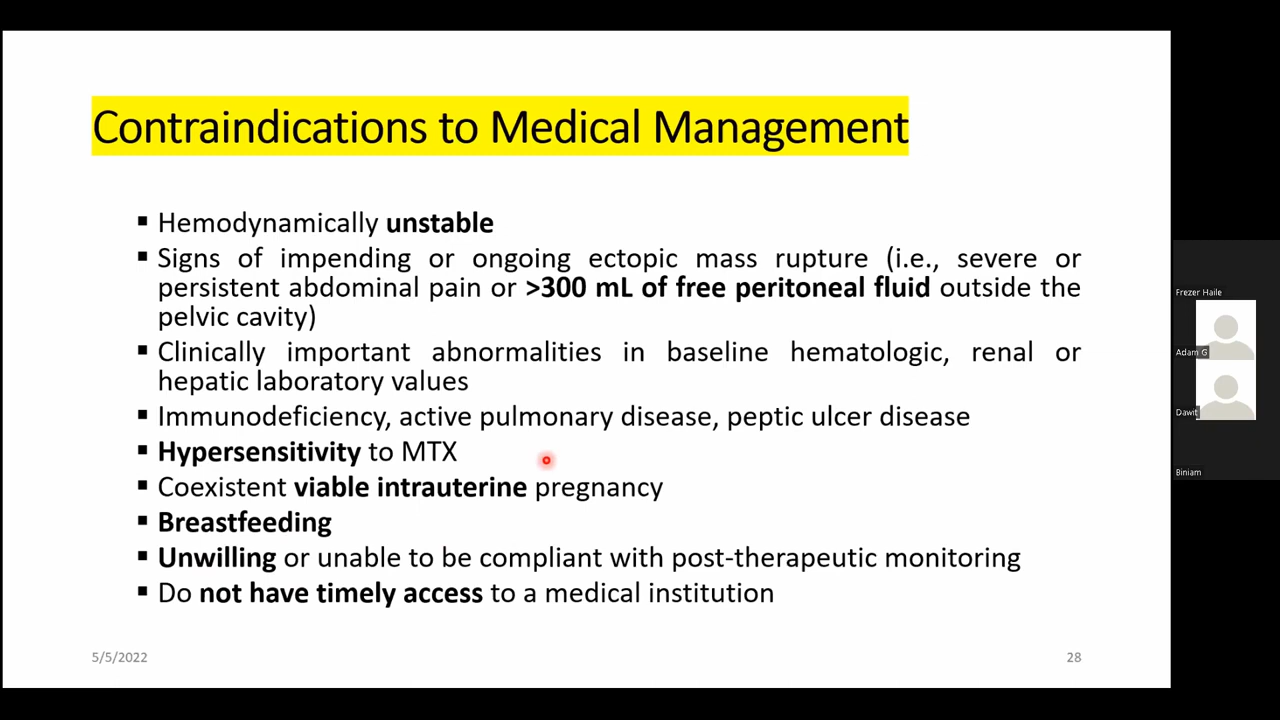 Contraindications to Medical Management
▪ Hemodynamically unstable
▪ Signs of impending or ongoing ectopic mass rupture (i.e., severe or
persistent abdominal pain or >300 mL of free peritoneal fluid outside the
pelvic cavity)
▪ Clinically important abnormalities in baseline hematologic, renal or
hepatic laboratory values
▪ Immunodeficiency, active pulmonary disease, peptic ulcer disease
▪ Hypersensitivity to MTX
▪ Coexistent viable intrauterine pregnancy
▪ Breastfeeding
▪ Unwilling or unable to be compliant with post-therapeutic monitoring
▪ Do not have timely access to a medical institution
5/5/2022
28
Frezer Haile
Adam G
Dawit
Biniam